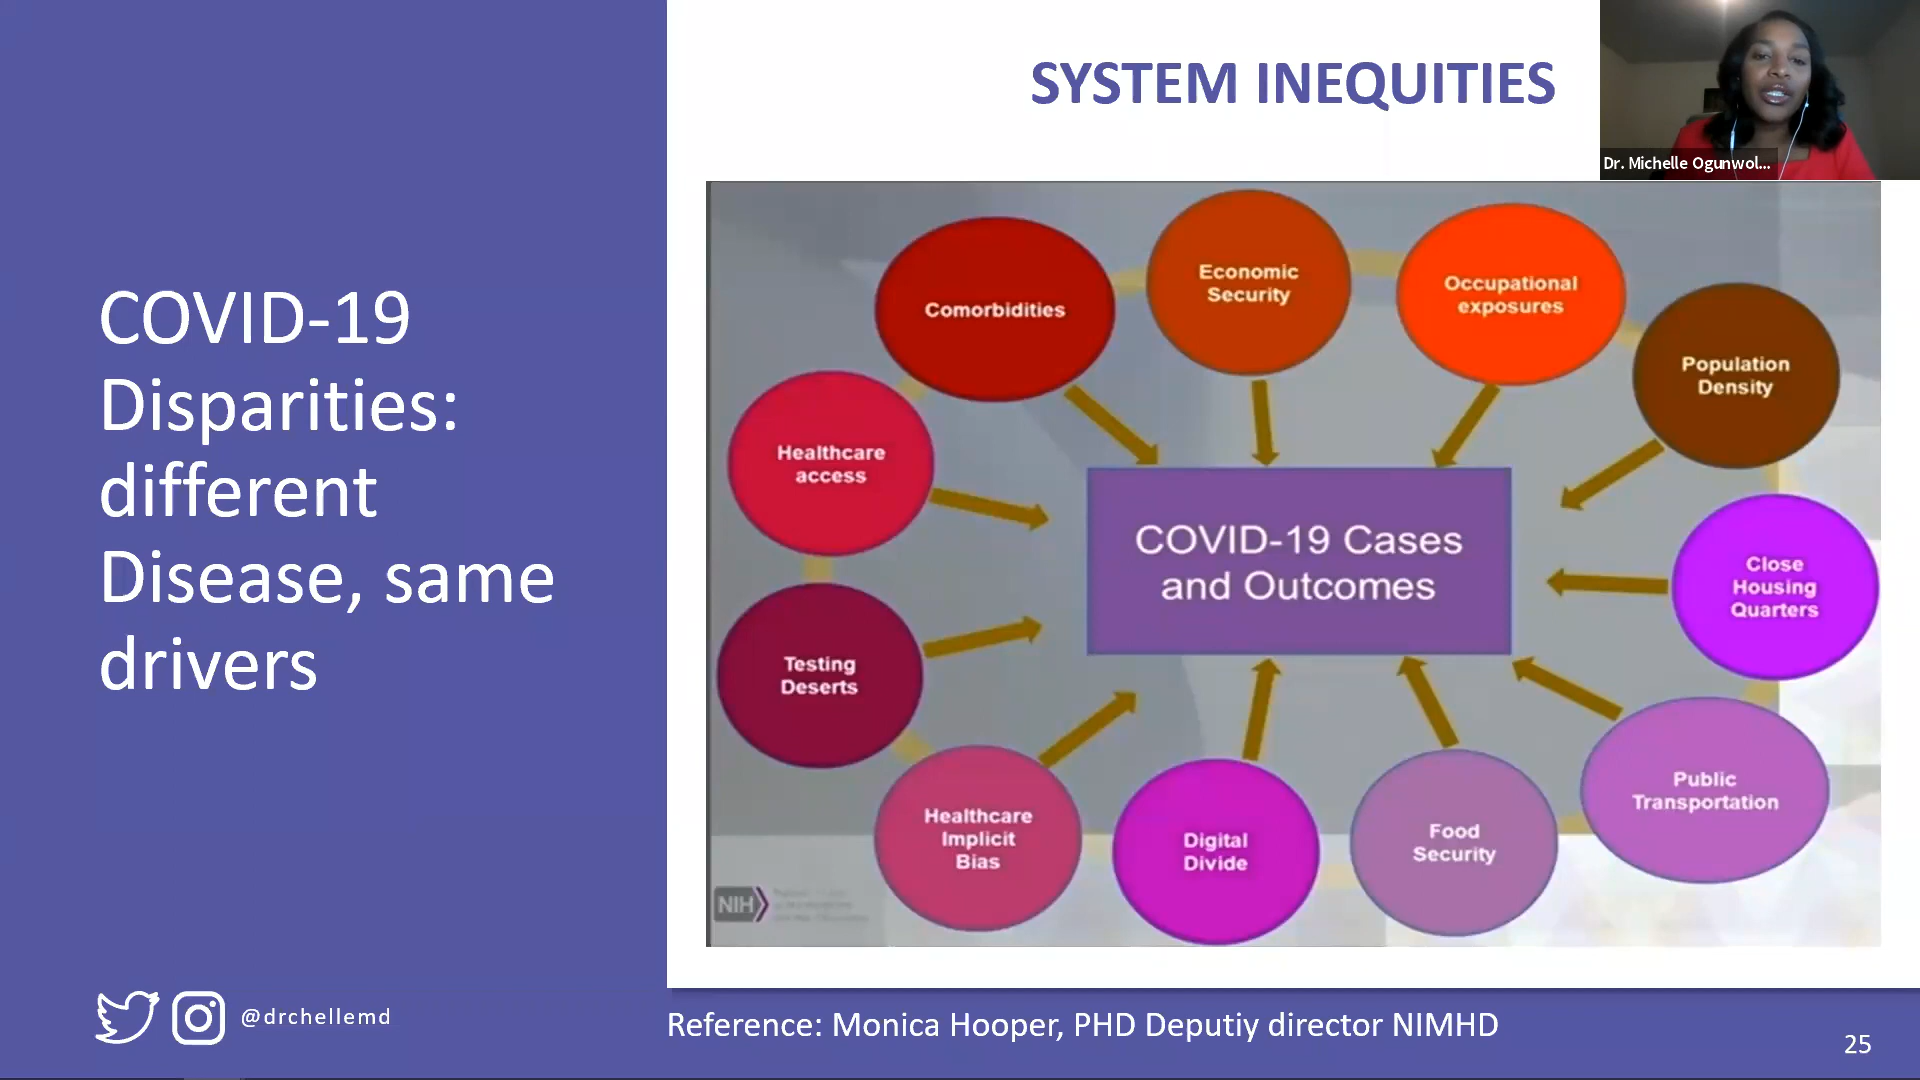 SYSTEM INEQUITIES
Dr. Michelle Ogunwol...
COVID-19
Disparities:
different
Disease, same
drivers
Comorbidities
Economic
Security
Occupational
exposures
Population
Density
Healthcare
access
COVID-19 Cases
and Outcomes
Close
Housing
Quarters
Testing
Deserts
Public
Transportation
Healthcare
Implicit
Bias
Digital
Divide
Food
Security
NIH
@drchellemd
Reference: Monica Hooper, PHD Deputiy director NIMHD
25